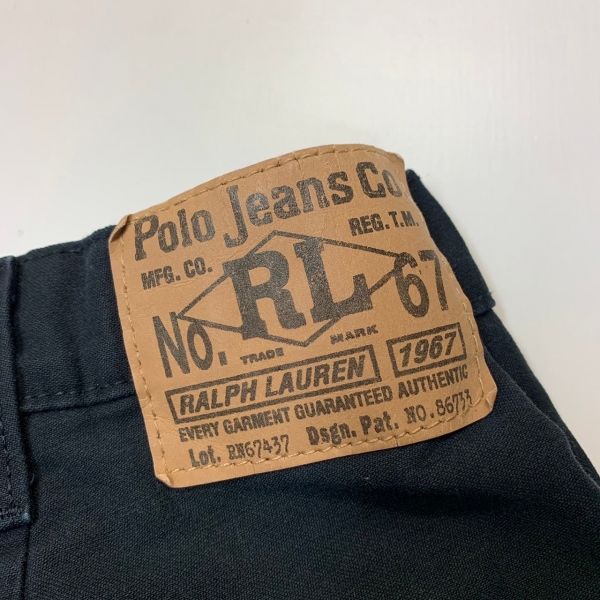 Polo Jeans Co
MFG. CO. REG. T.M.
No. RL 67
TRADE MARK
RALPH LAUREN 1967
EVERY GARMENT GUARANTEED AUTHENTIC
Lot. RN67437 Dsgn. Pat. NO. 86733